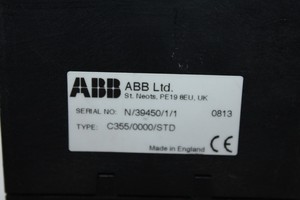 ABB ABB Ltd.
St. Neots, PE19 8EU, UK
SERIAL NO: N/39450/1/1 0813
TYPE: C355/0000/STD
CE
Made in England